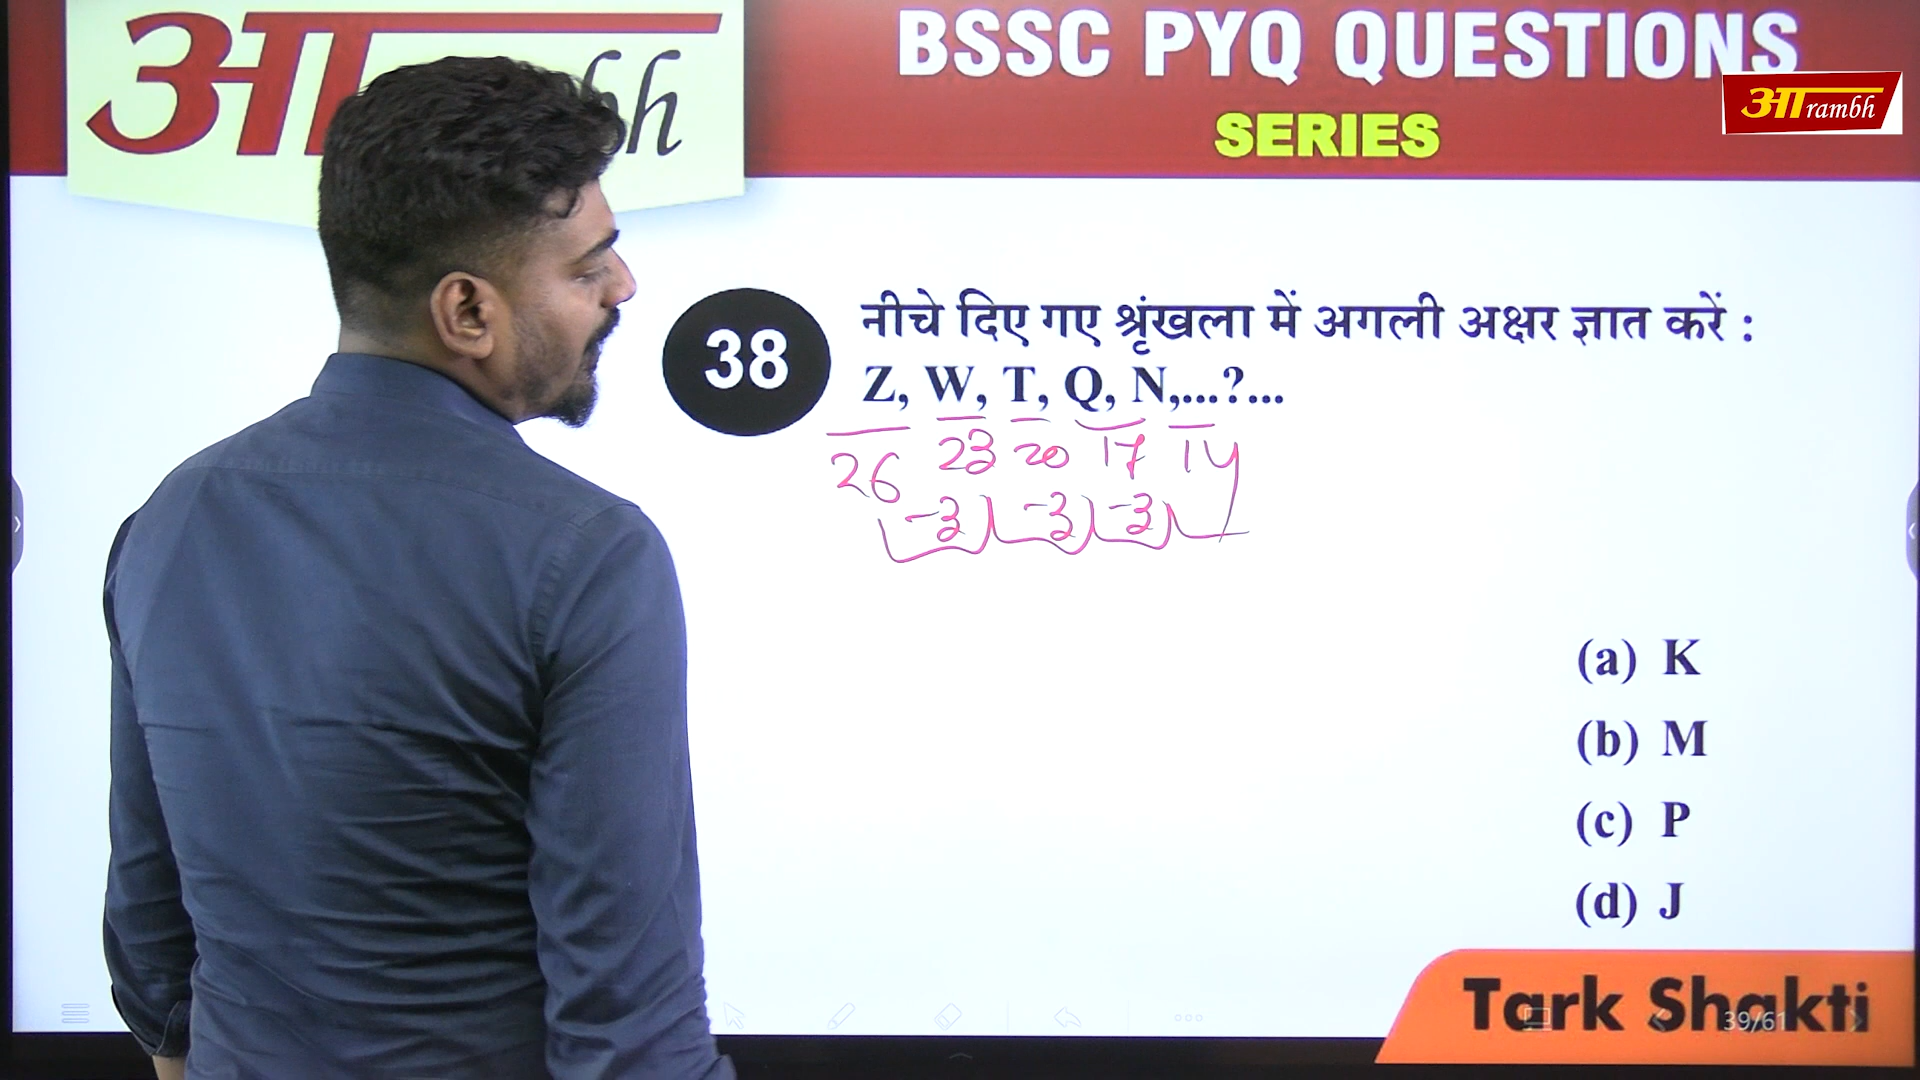 आ bh
BSSC PYQ QUESTIONS
SERIES
आrambh
38
नीचे दिए गए श्रृंखला में अगली अक्षर ज्ञात करें :
Z, W, T, Q, N,...?...
26 23 20 17 14
-3 -3 -3
(a) K
(b) M
(c) P
(d) J
Tark Shakti
39/61